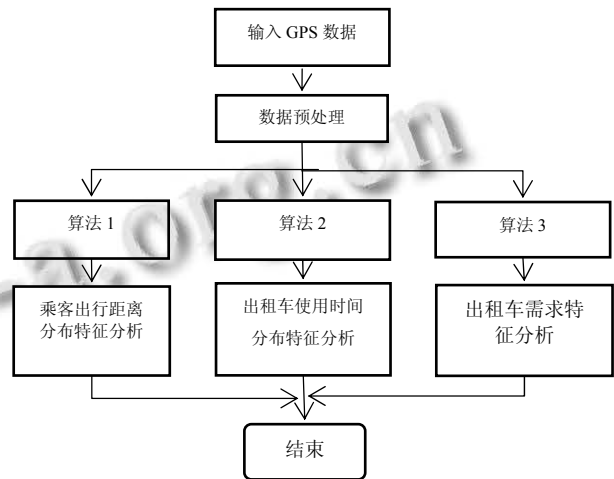 输入 GPS 数据
数据预处理
算法 1
算法 2
算法 3
乘客出行距离
分布特征分析
出租车使用时间
分布特征分析
出租车需求特
征分析
结束
-a.org.cn